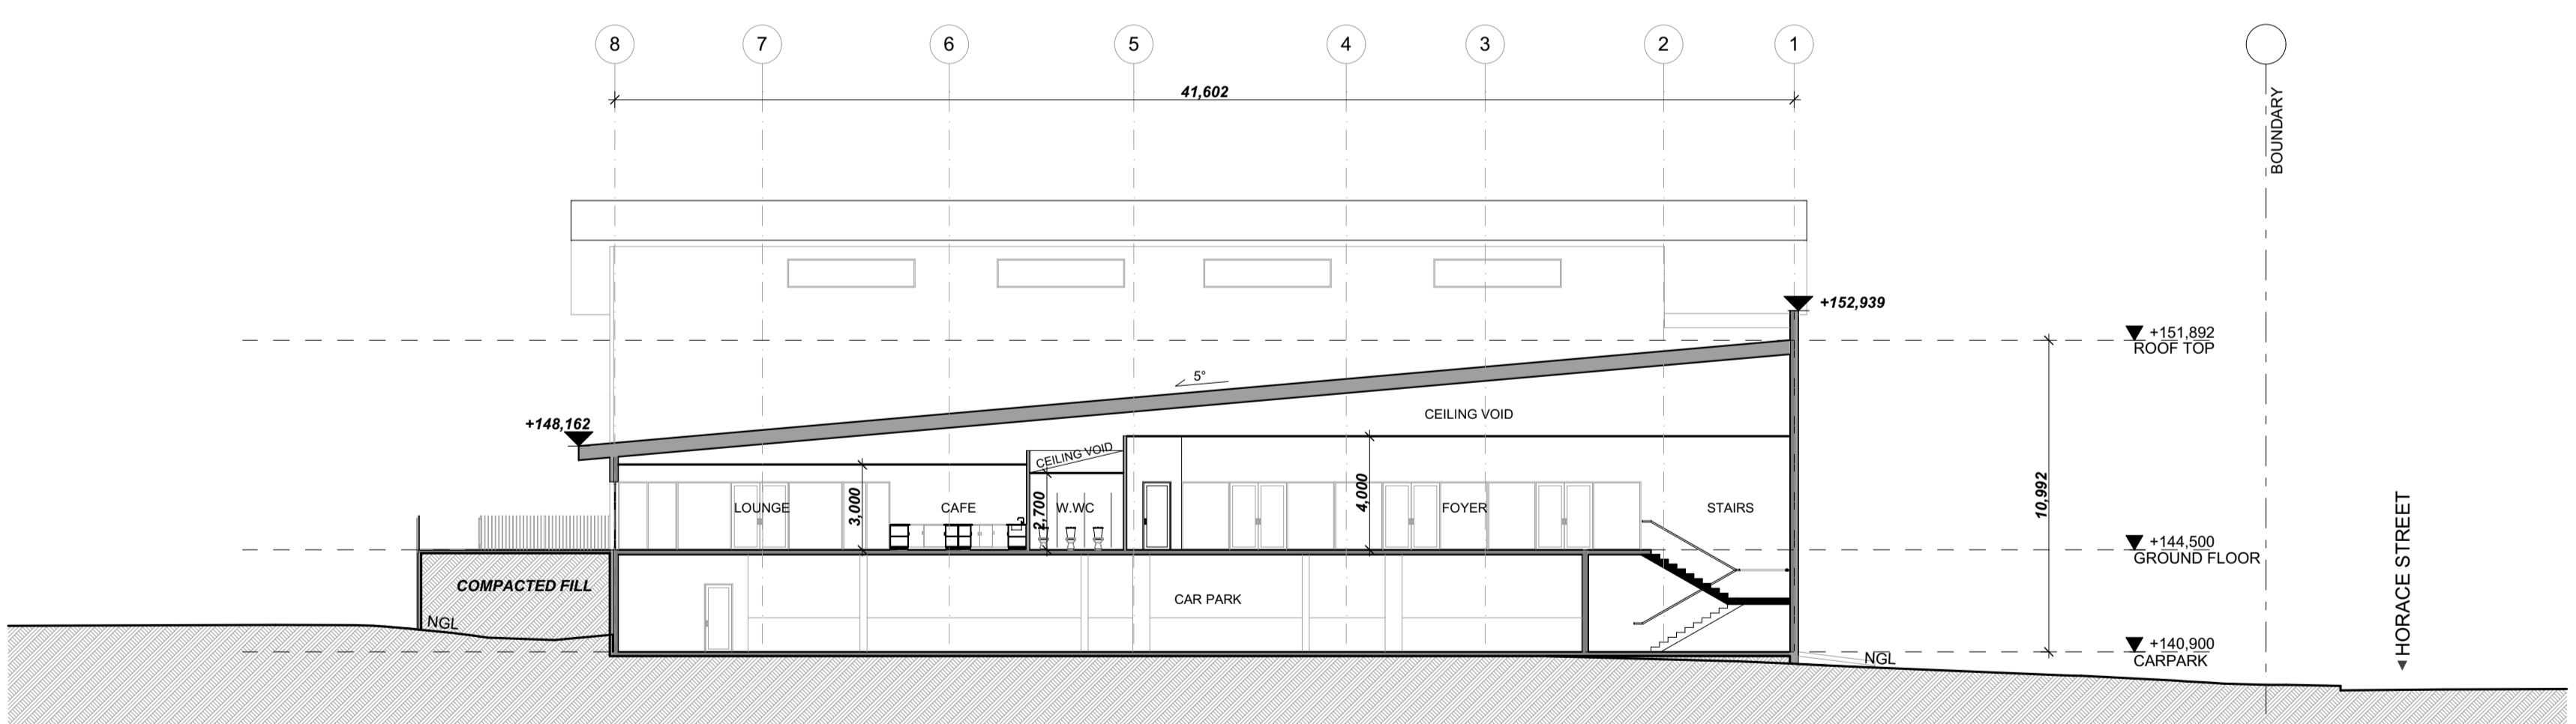 8
7
6
5
4
3
2
1
41,602
BOUNDARY
+152,939
+151,892
ROOF TOP
5°
CEILING VOID
+148,162
CEILING VOID
LOUNGE
3,000
CAFE
2,700
W.WC
4,000
FOYER
STAIRS
10,992
HORACE STREET
+144,500
GROUND FLOOR
COMPACTED FILL
CAR PARK
NGL
+140,900
CARPARK
NGL